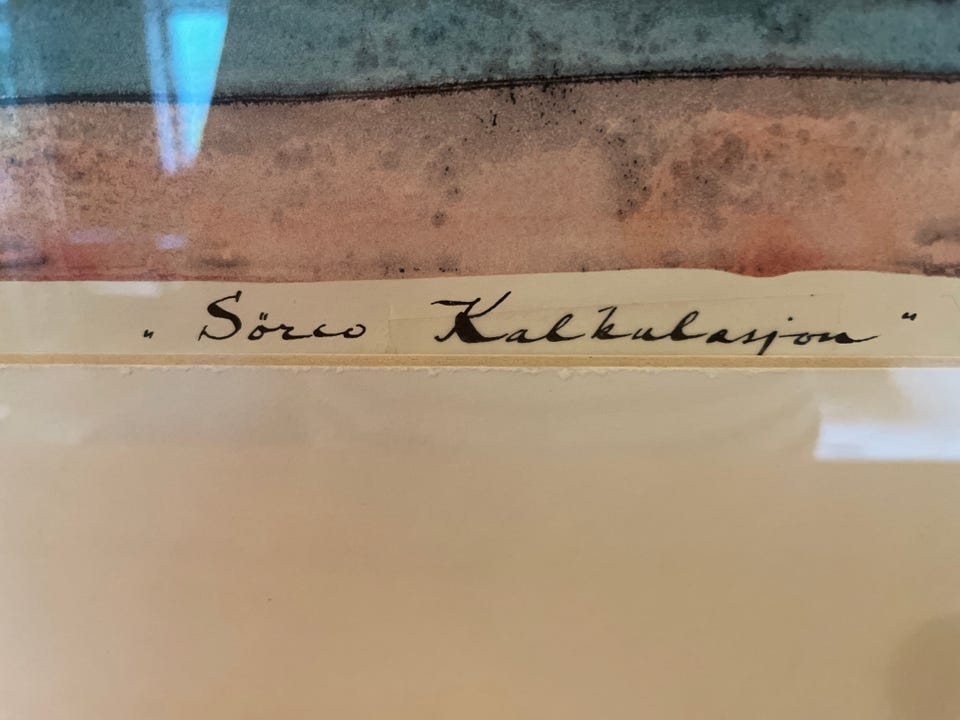 „ Sörco Kalkulasjon “